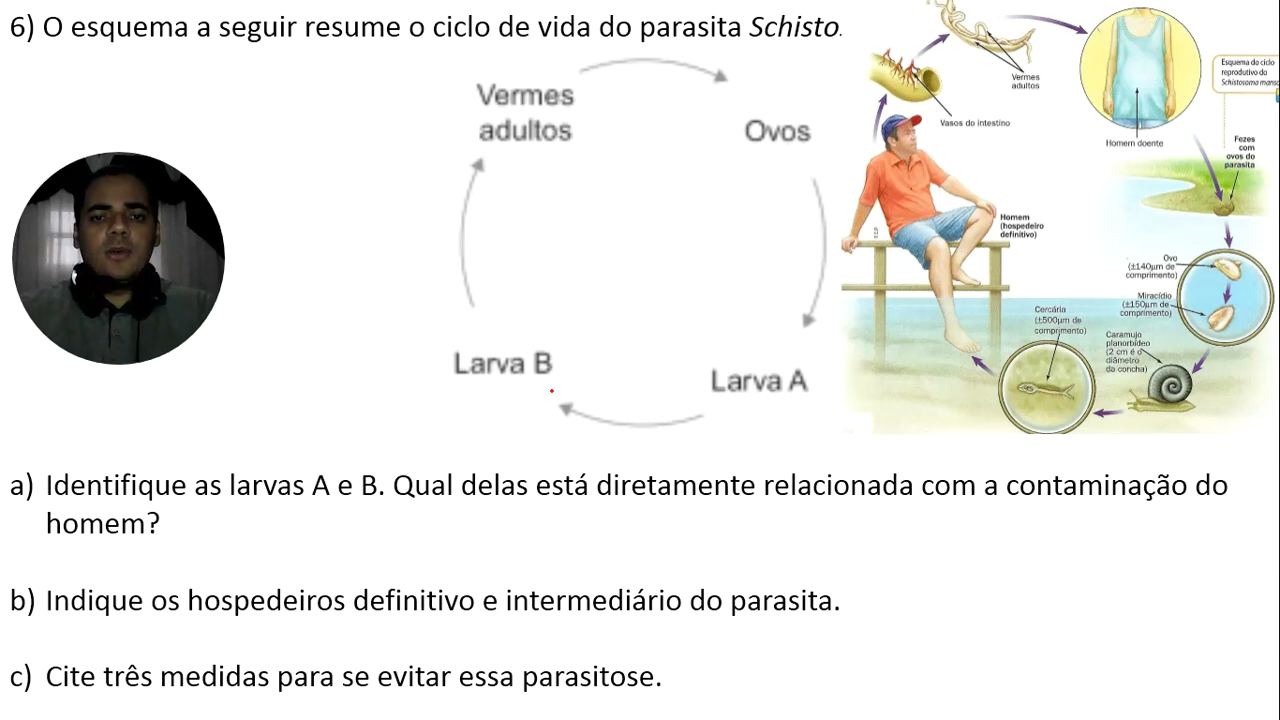 6) O esquema a seguir resume o ciclo de vida do parasita Schisto.
Vermes
adultos
Ovos
Larva B
Larva A
Vermes
adultos
Vasos do intestino
Homem doente
Esquema do ciclo
reprodutivo do
Schistosoma manso
Fezes
com
ovos do
parasita
Homem
(hospedeiro
definitivo)
Ovo
(±140µm de
comprimento)
Miracídio
(±150µm de
comprimento)
Cercária
(±500µm de
comprimento)
Caramujo
planorbídeo
(2 cm é o
diâmetro
da concha)
a) Identifique as larvas A e B. Qual delas está diretamente relacionada com a contaminação do
homem?
b) Indique os hospedeiros definitivo e intermediário do parasita.
c) Cite três medidas para se evitar essa parasitose.